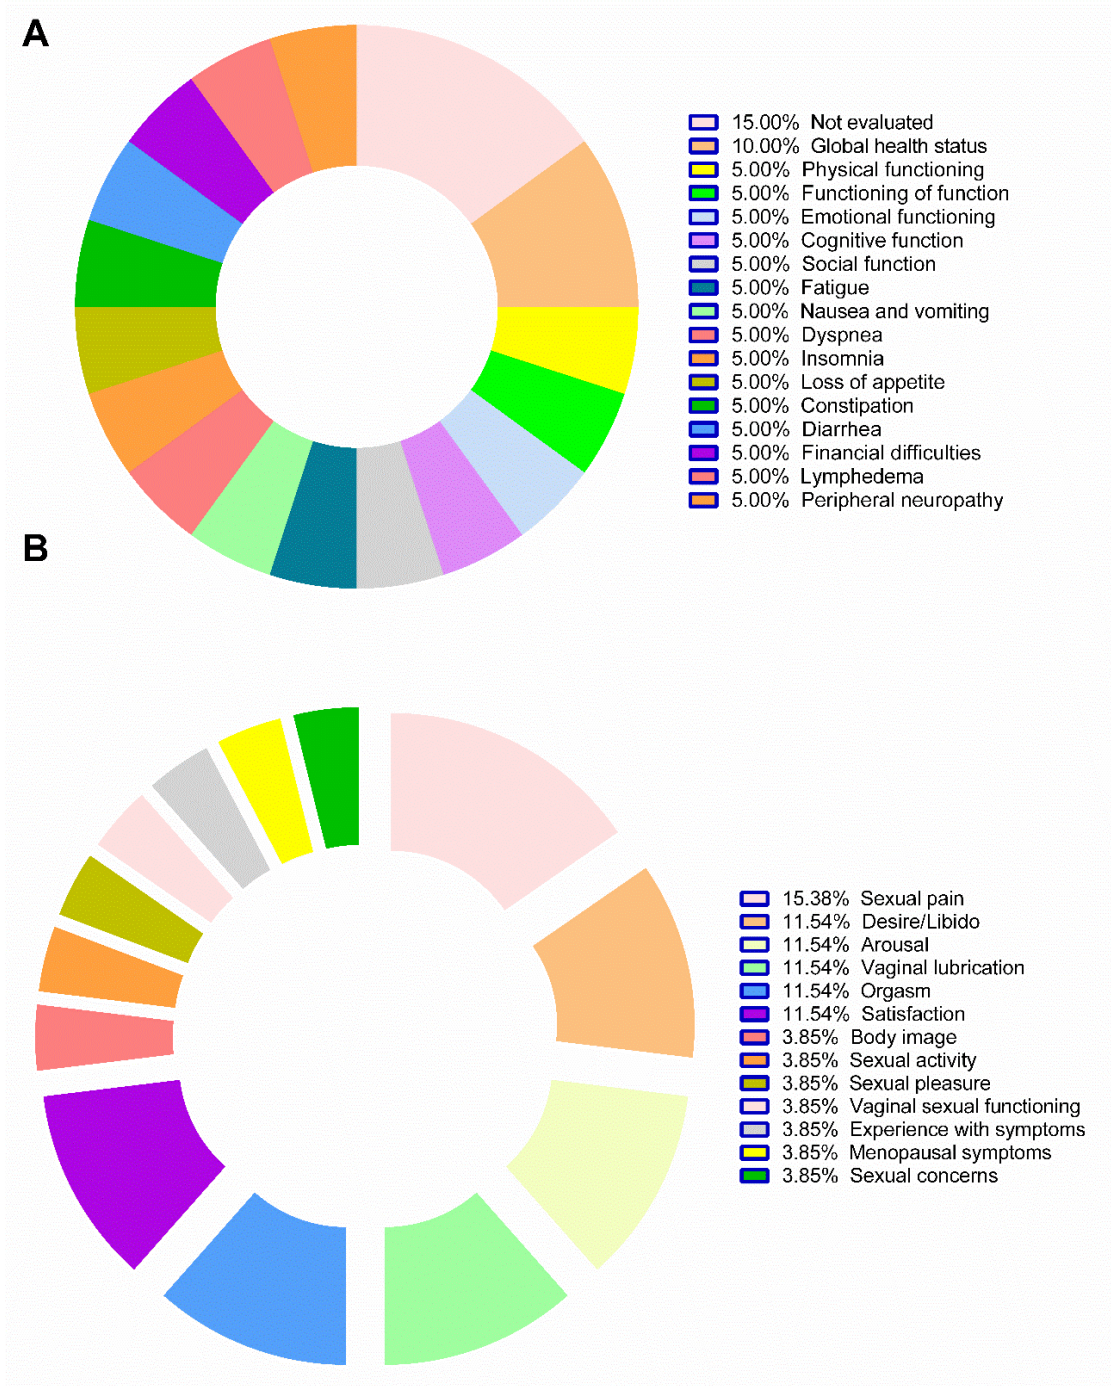 A
15.00% Not evaluated
10.00% Global health status
5.00% Physical functioning
5.00% Functioning of function
5.00% Emotional functioning
5.00% Cognitive function
5.00% Social function
5.00% Fatigue
5.00% Nausea and vomiting
5.00% Dyspnea
5.00% Insomnia
5.00% Loss of appetite
5.00% Constipation
5.00% Diarrhea
5.00% Financial difficulties
5.00% Lymphedema
5.00% Peripheral neuropathy
B
15.38% Sexual pain
11.54% Desire/Libido
11.54% Arousal
11.54% Vaginal lubrication
11.54% Orgasm
11.54% Satisfaction
3.85% Body image
3.85% Sexual activity
3.85% Sexual pleasure
3.85% Vaginal sexual functioning
3.85% Experience with symptoms
3.85% Menopausal symptoms
3.85% Sexual concerns